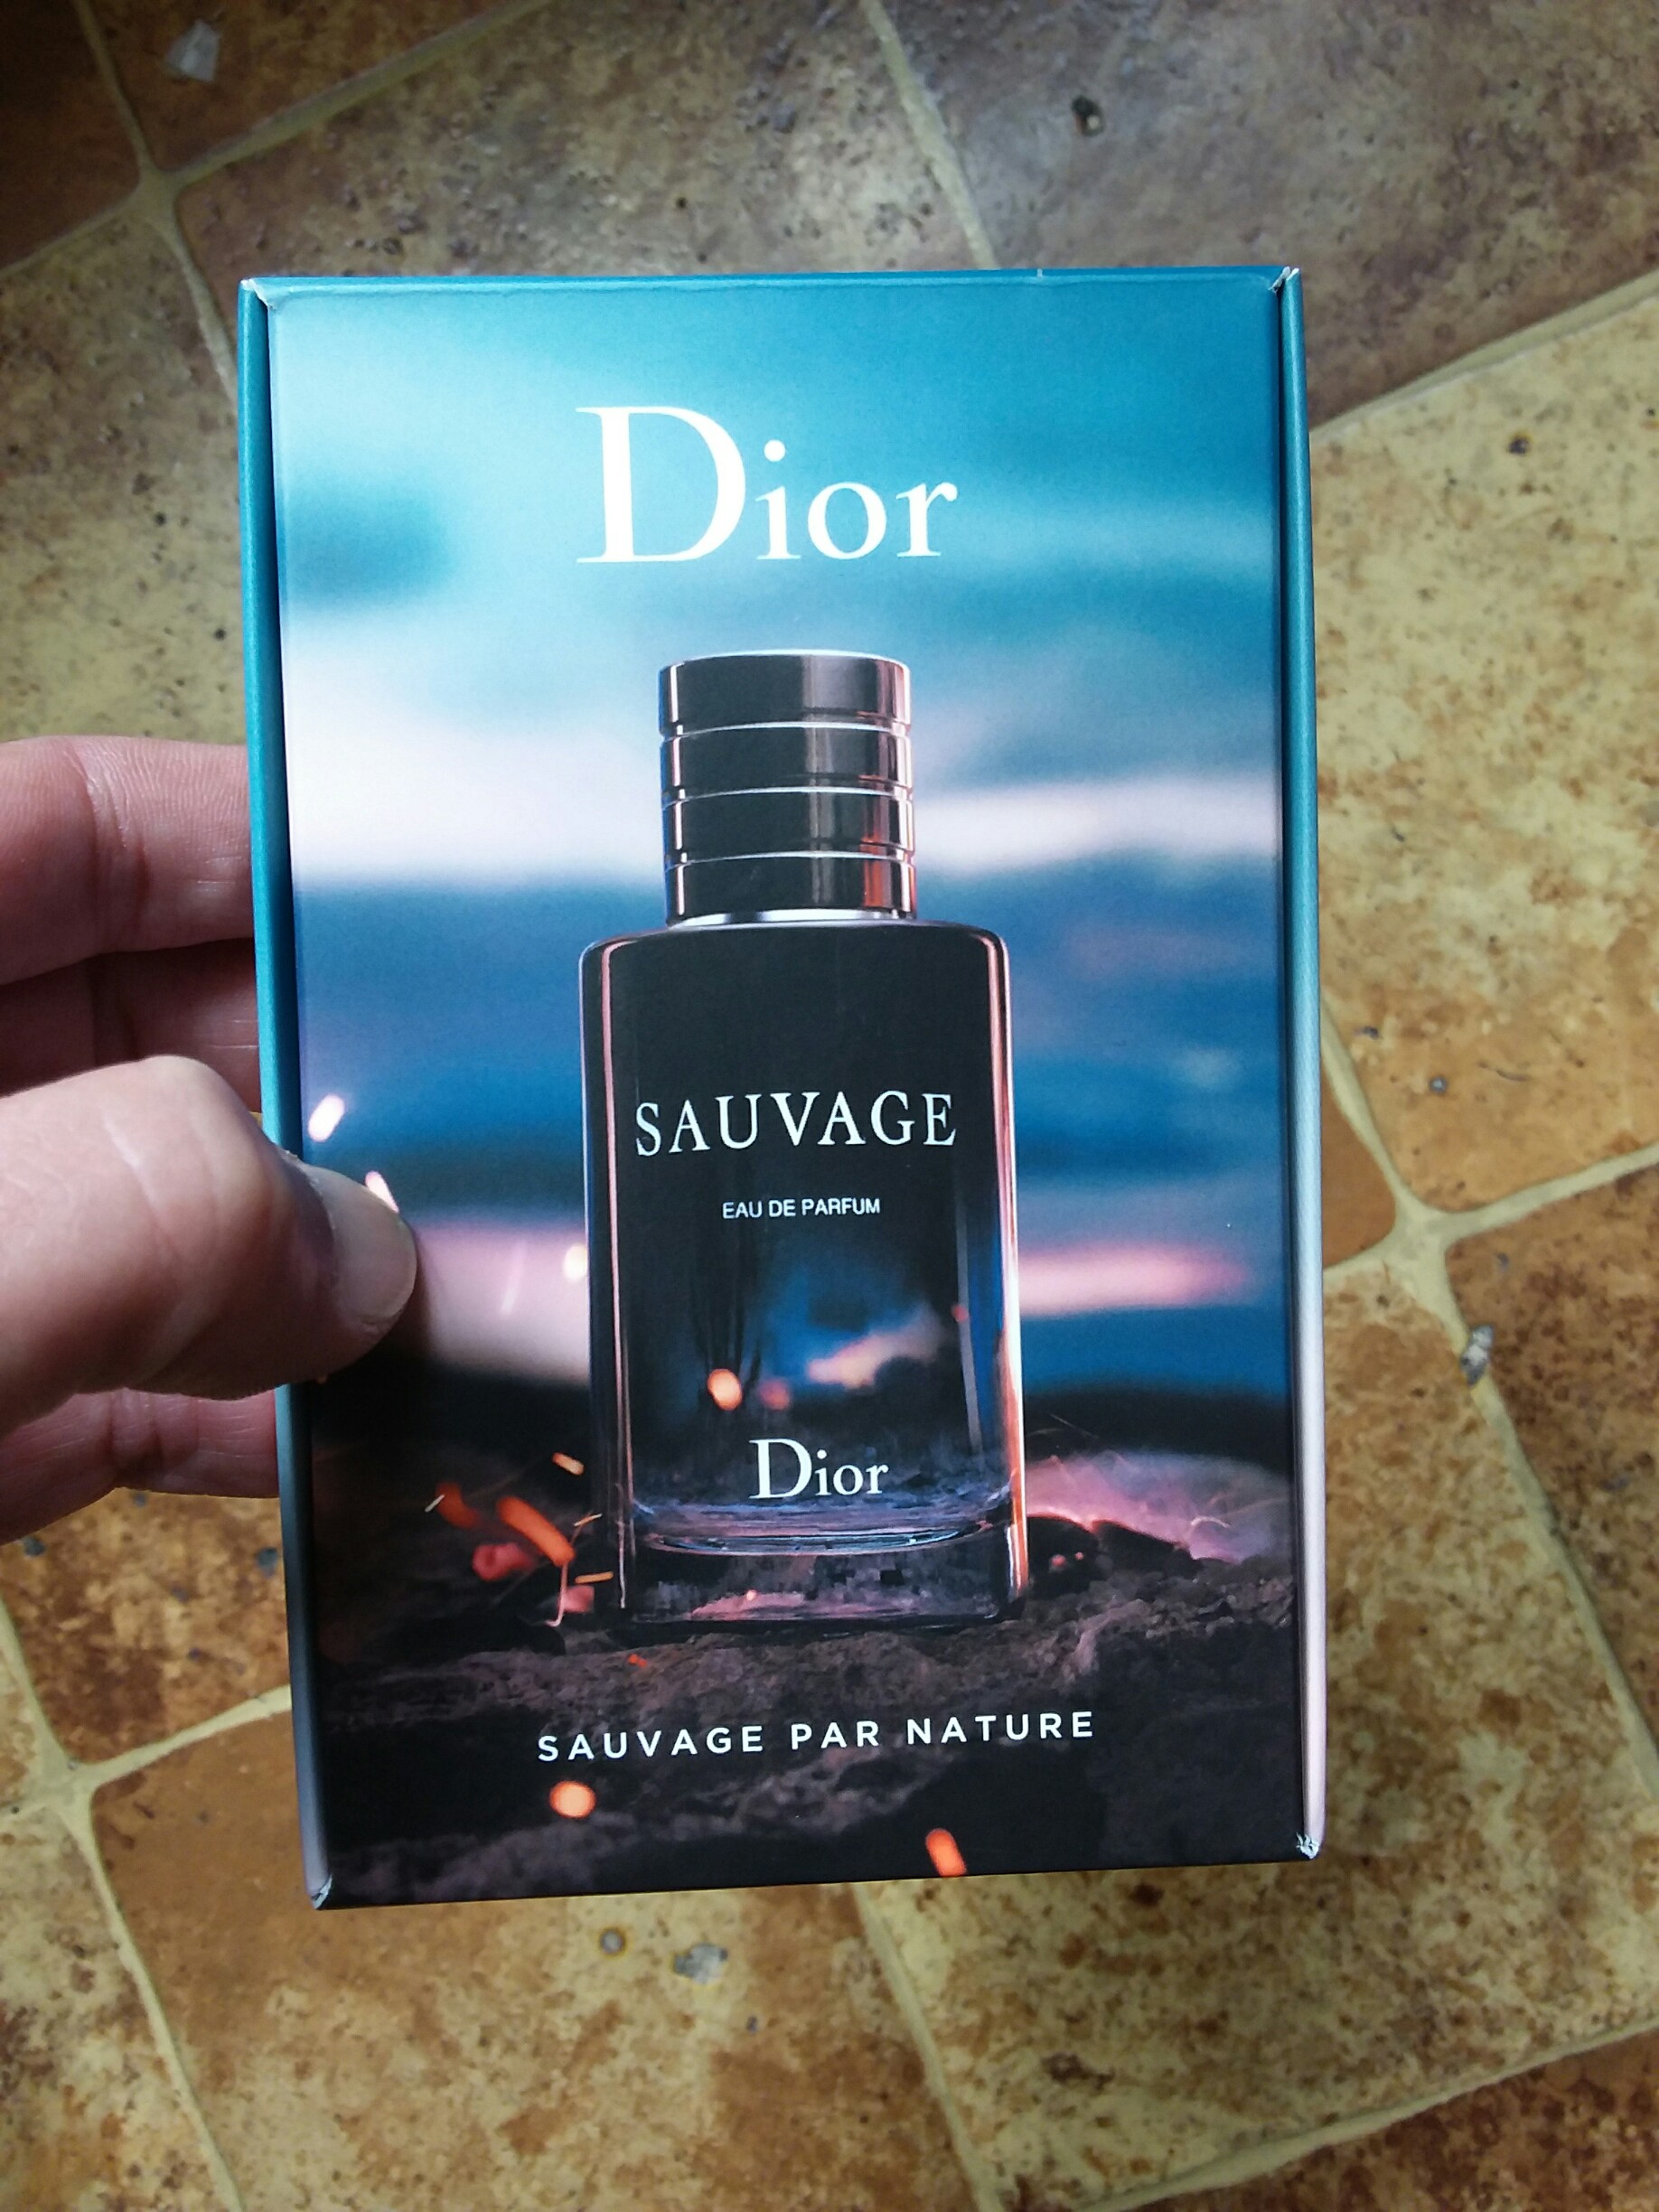 Dior
SAUVAGE
EAU DE PARFUM
Dior
SAUVAGE PAR NATURE